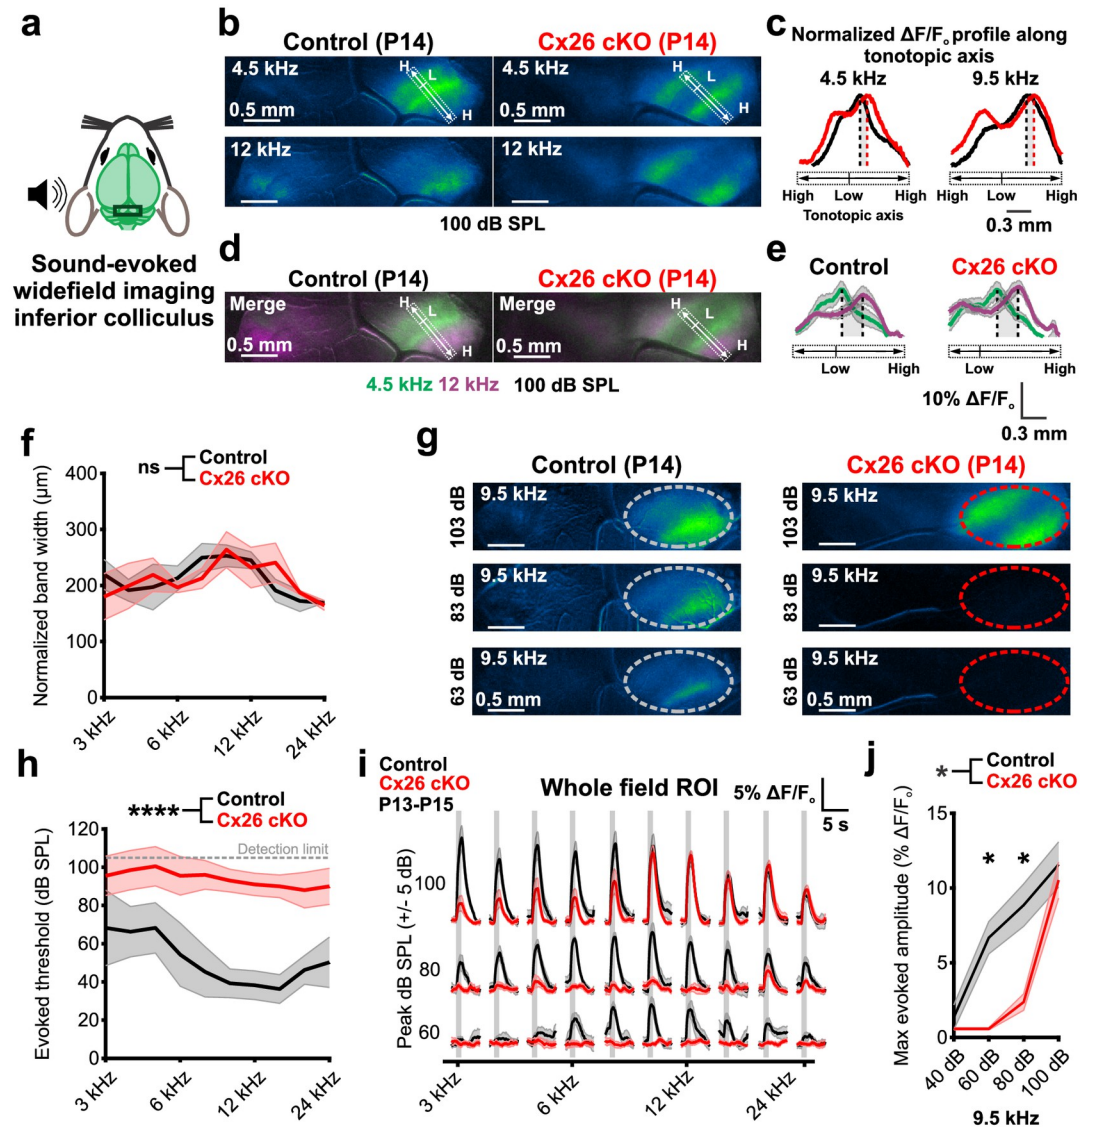 a
Sound-evoked
widefield imaging
inferior colliculus
b
Control (P14)
Cx26 cKO (P14)
4.5 kHz
H
L
H
0.5 mm
4.5 kHz
H
L
H
0.5 mm
12 kHz
12 kHz
100 dB SPL
c
Normalized ΔF/Fo profile along
tonotopic axis
4.5 kHz
9.5 kHz
High
Low
High
High
Low
High
Tonotopic axis
0.3 mm
d
Control (P14)
Cx26 cKO (P14)
Merge
H
L
H
0.5 mm
Merge
H
L
H
0.5 mm
4.5 kHz 12 kHz 100 dB SPL
e
Control
Cx26 cKO
Low
High
Low
High
10% ΔF/Fo
0.3 mm
f
ns
Control
Cx26 cKO
Normalized band width (µm)
400
300
200
100
0
3 kHz
6 kHz
12 kHz
24 kHz
g
Control (P14)
Cx26 cKO (P14)
103 dB
9.5 kHz
103 dB
9.5 kHz
83 dB
9.5 kHz
83 dB
9.5 kHz
63 dB
9.5 kHz
0.5 mm
63 dB
9.5 kHz
0.5 mm
h
****
Control
Cx26 cKO
Detection limit
Evoked threshold (dB SPL)
120
100
80
60
40
20
0
3 kHz
6 kHz
12 kHz
24 kHz
i
Control
Cx26 cKO
P13-P15
Whole field ROI
5% ΔF/Fo
5 s
Peak dB SPL (+/- 5 dB)
100
80
60
3 kHz
6 kHz
12 kHz
24 kHz
j
*
Control
Cx26 cKO
Max evoked amplitude (% ΔF/Fo)
15
10
5
0
*
*
40 dB
60 dB
80 dB
100 dB
9.5 kHz